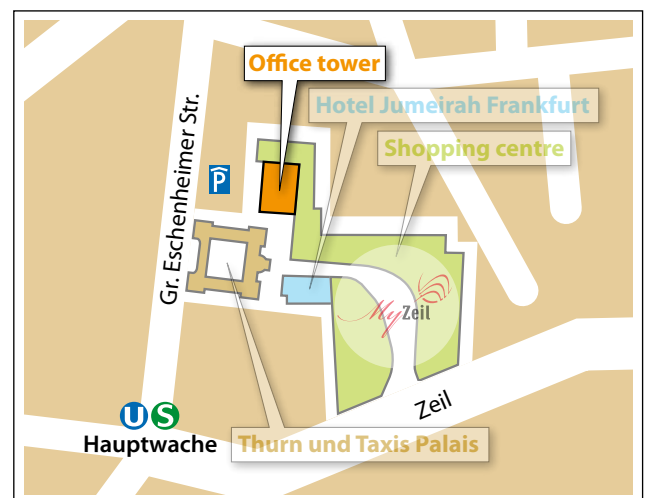 Office tower
Hotel Jumeirah Frankfurt
Shopping centre
P
Gr. Eschenheimer Str.
MyZeil
Zeil
U S
Hauptwache
Thurn und Taxis Palais